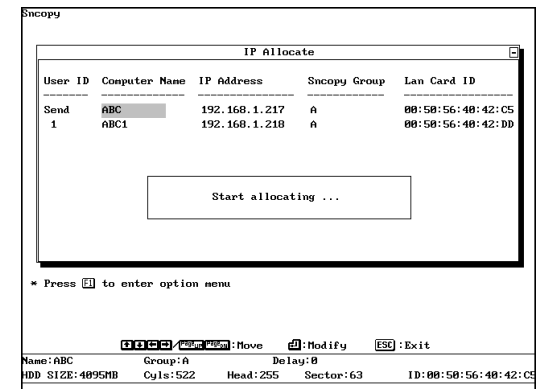 Sncopy
IP Allocate
User ID Computer Name IP Address Sncopy Group Lan Card ID
Send ABC 192.168.1.217 A 00:50:56:40:42:C5
1 ABC1 192.168.1.218 A 00:50:56:40:42:DD
Start allocating ...
* Press F1 to enter option menu
/PageUp PageDn:Move :Modify ESC:Exit
Name:ABC Group:A Delay:0
HDD SIZE:4095MB Cyls:522 Head:255 Sector:63 ID:00:50:56:40:42:C5